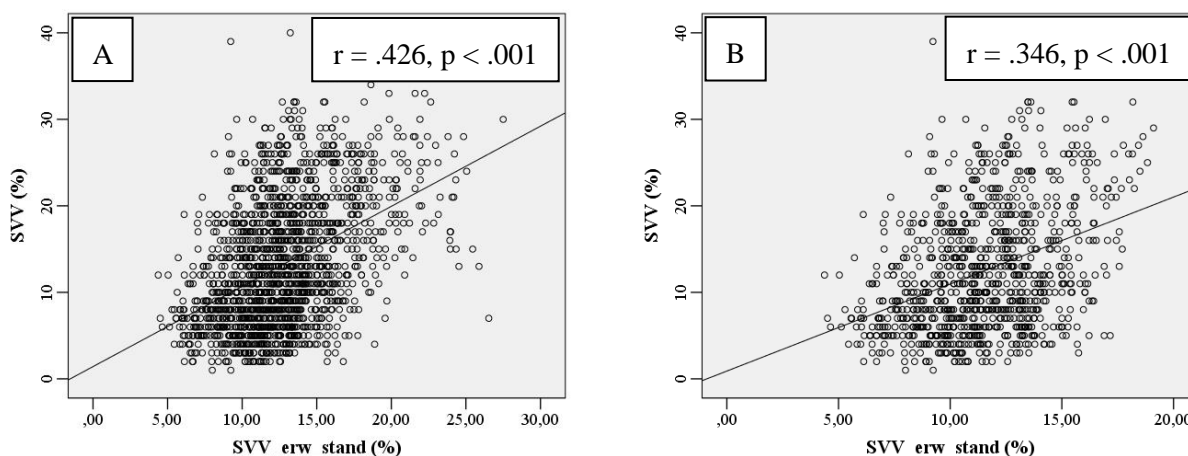 A
r = .426, p < .001
40
30
20
10
0
SVV (%)
,00 5,00 10,00 15,00 20,00 25,00 30,00
SVV erw stand (%)
B
r = .346, p < .001
40
30
20
10
0
SVV (%)
,00 5,00 10,00 15,00 20,00
SVV erw stand (%)